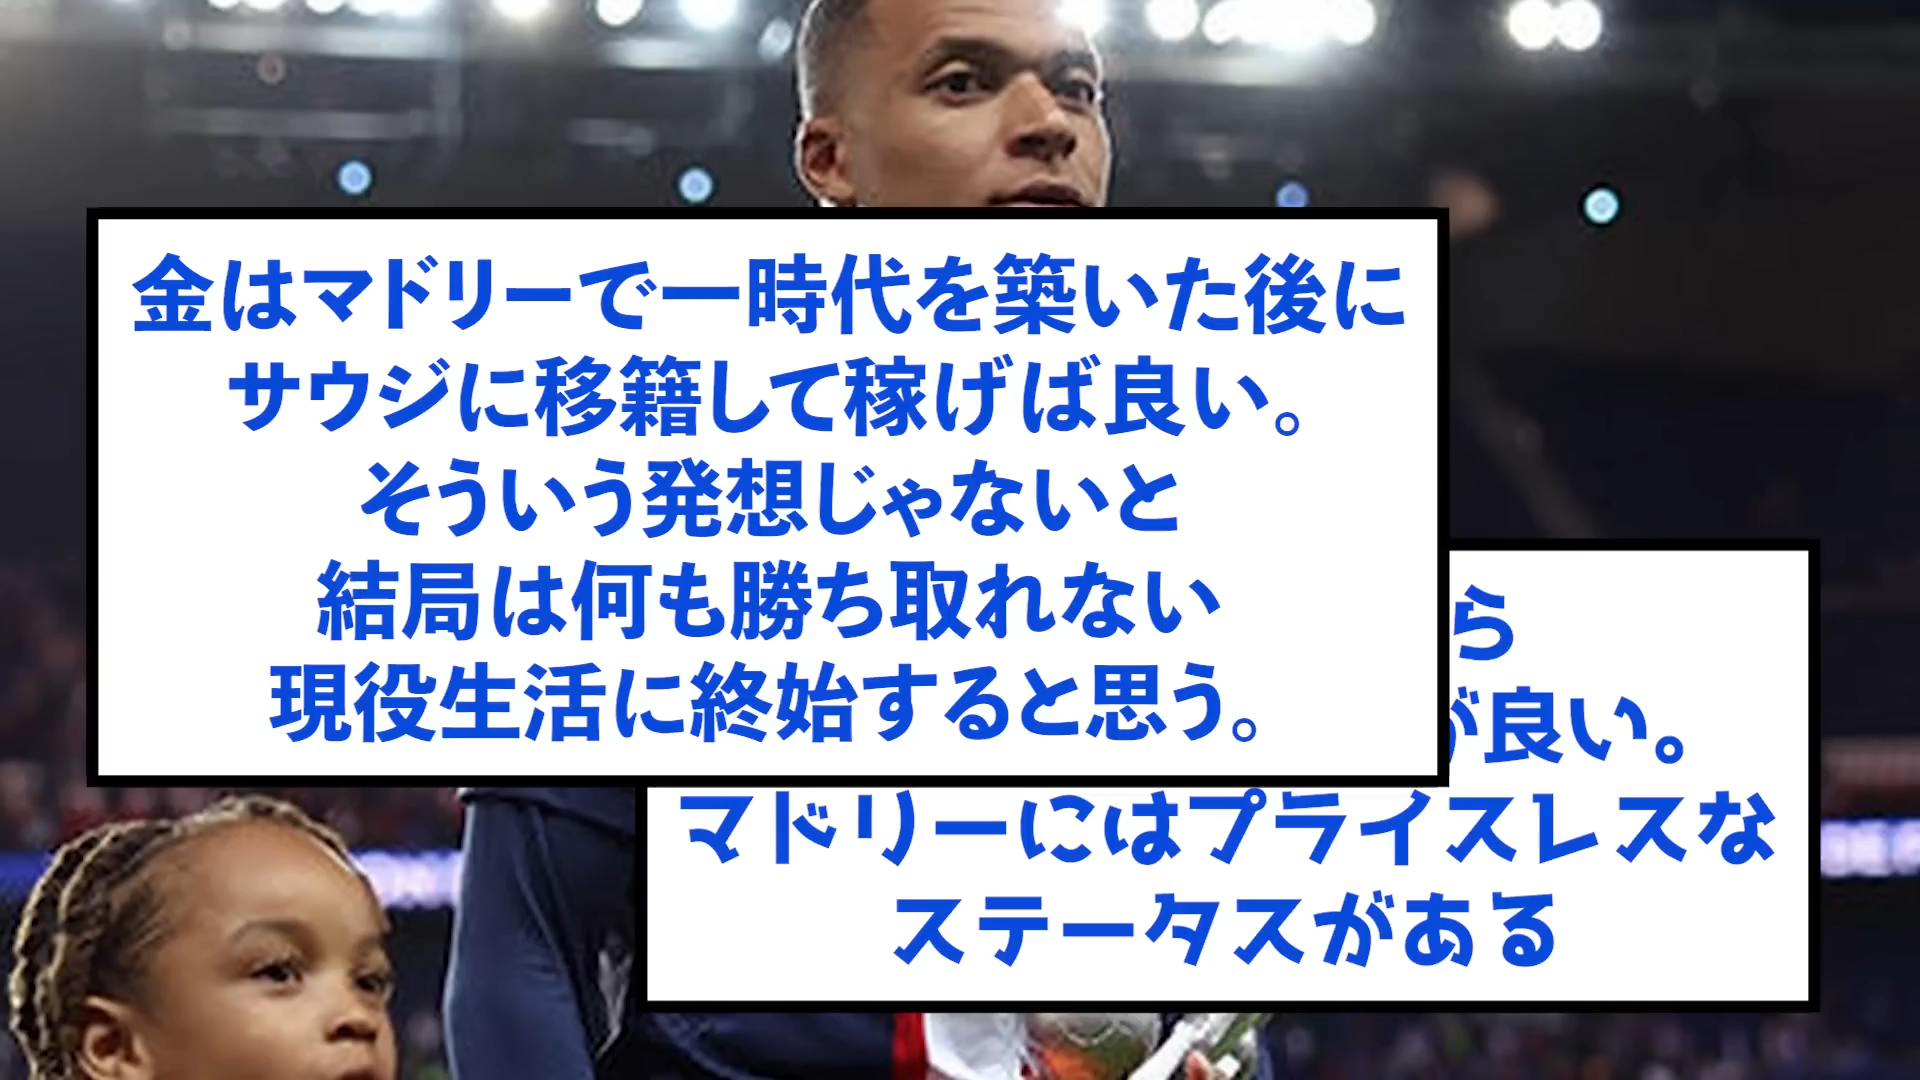 金はマドリーで一時代を築いた後に
サウジに移籍して稼げば良い。
そういう発想じゃないと
結局は何も勝ち取れない
現役生活に終始すると思う。
ら
が良い。
マドリーにはプライスレスな
ステータスがある